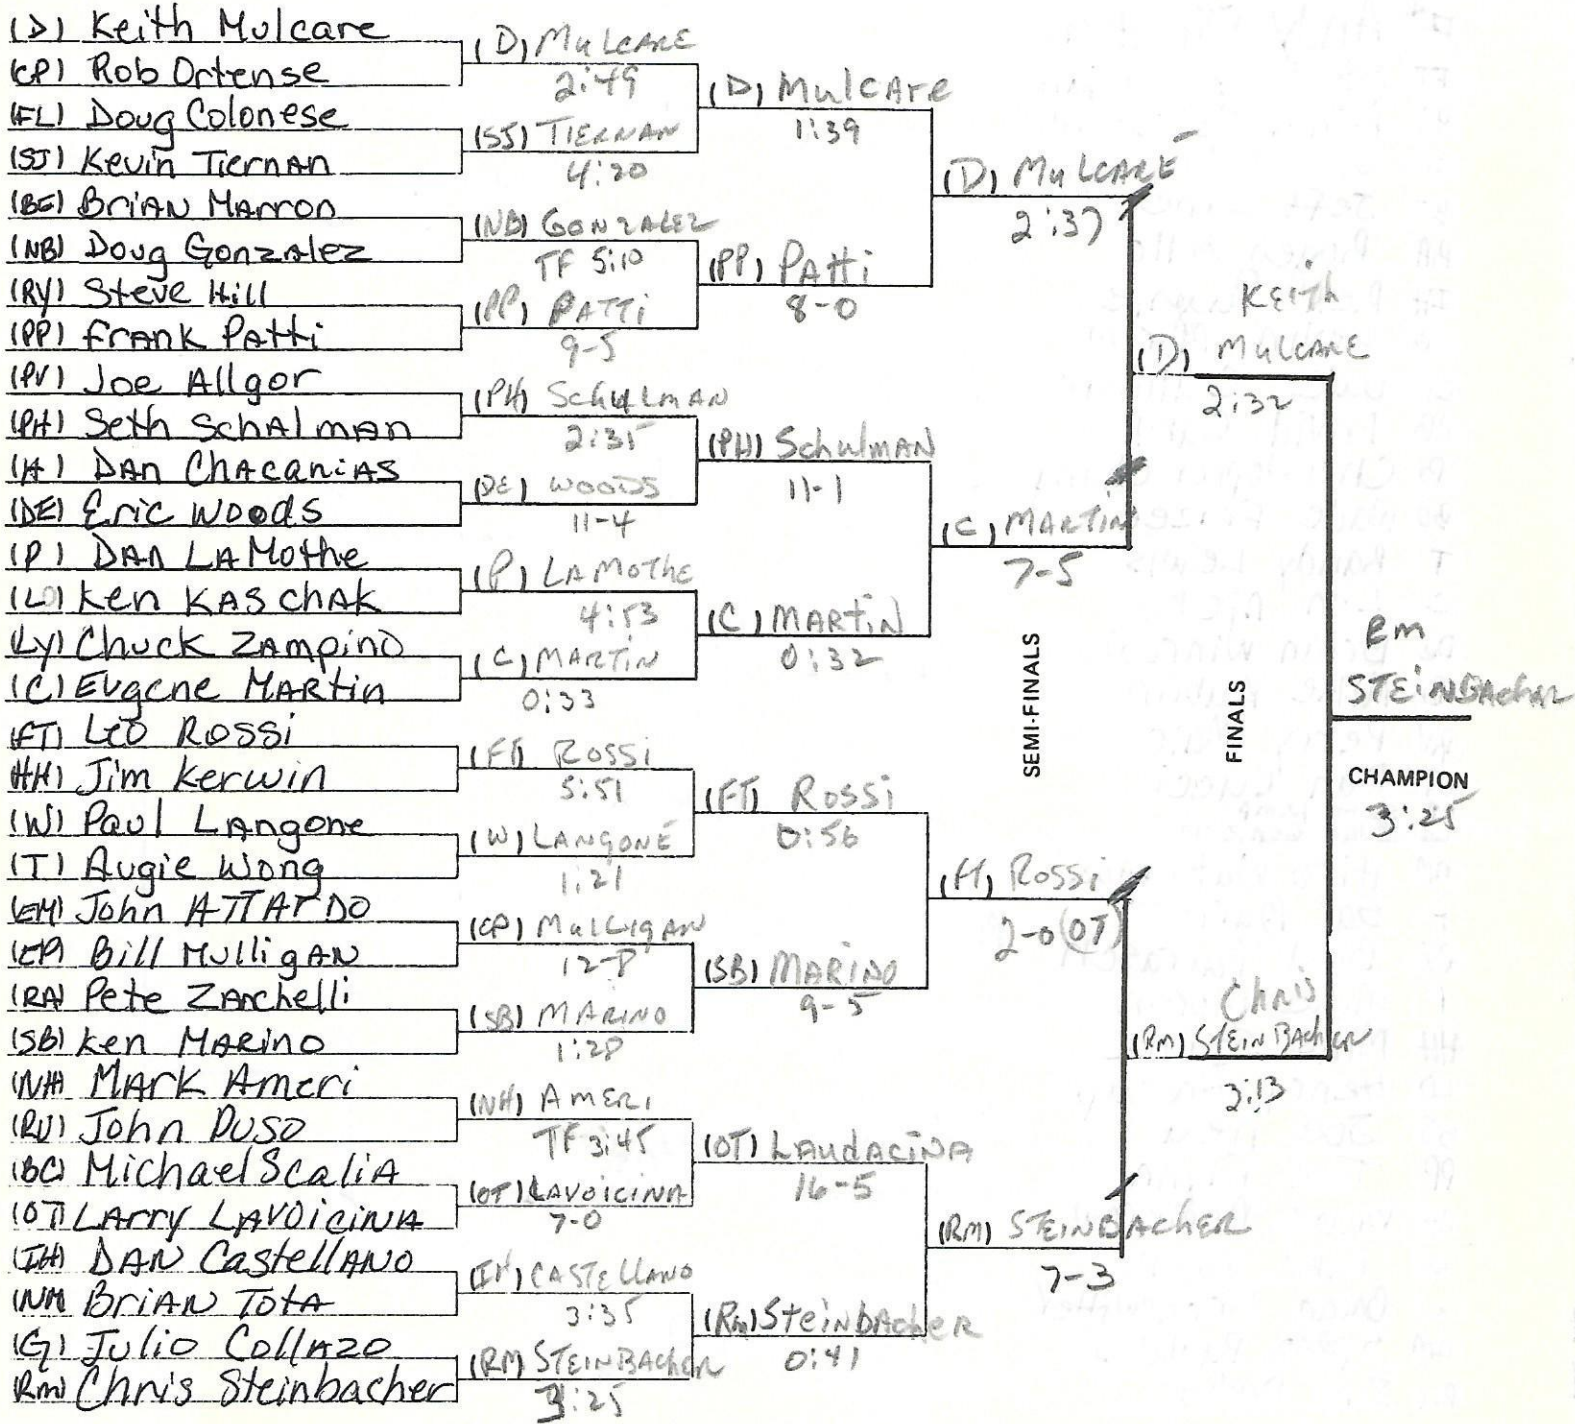 (D) Keith Mulcare
(CP) Rob Ortense
(FL) Doug Colonese
(SJ) Kevin Tiernan
(BE) Brian Marron
(NB) Doug Gonzalez
(RY) Steve Hill
(PP) Frank Patti
(PV) Joe Allgor
(PH) Seth Schalman
(H) Dan Chacanias
(DE) Eric Woods
(P) Dan LaMothe
(LO) Ken Kaschak
(Ly) Chuck Zampino
(C) Eugene Martin
(FT) Leo Rossi
(HH) Jim Kerwin
(W) Paul Langone
(T) Augie Wong
(EM) John Attardo
(CP) Bill Mulligan
(RA) Pete Zarchelli
(SB) Ken Marino
(NH) Mark Ameri
(RU) John Duso
(BC) Michael Scalia
(OT) Larry Lavoicina
(IH) Dan Castellano
(NM) Brian Tota
(G) Julio Collazo
(RM) Chris Steinbacher
(D) Mulcare
2:49
(SJ) Tiernan
4:20
(NB) Gonzalez
TF 5:10
(PP) Patti
9-5
(PH) Schulman
2:35
(DE) Woods
11-4
(P) LaMothe
4:53
(C) Martin
0:33
(FT) Rossi
5:51
(W) Langone
1:21
(CP) Mulligan
12-8
(SB) Marino
1:28
(NH) Ameri
TF 3:45
(OT) Lavoicina
7-0
(IH) Castellano
3:35
(RM) Steinbacher
3:25
(D) Mulcare
1:39
(PP) Patti
8-0
(PH) Schulman
11-1
(C) Martin
0:32
(FT) Rossi
0:56
(SB) Marino
9-5
(OT) Laudacina
16-5
(Rm) Steinbacher
0:41
(D) Mulcare
2:37
(C) Martin
7-5
(FT) Rossi
2-0 (OT)
(RM) Steinbacher
7-3
SEMI-FINALS
Keith
(D) Mulcare
2:32
Chris
(RM) Steinbacher
3:13
FINALS
Rm
Steinbacher
CHAMPION
3:25